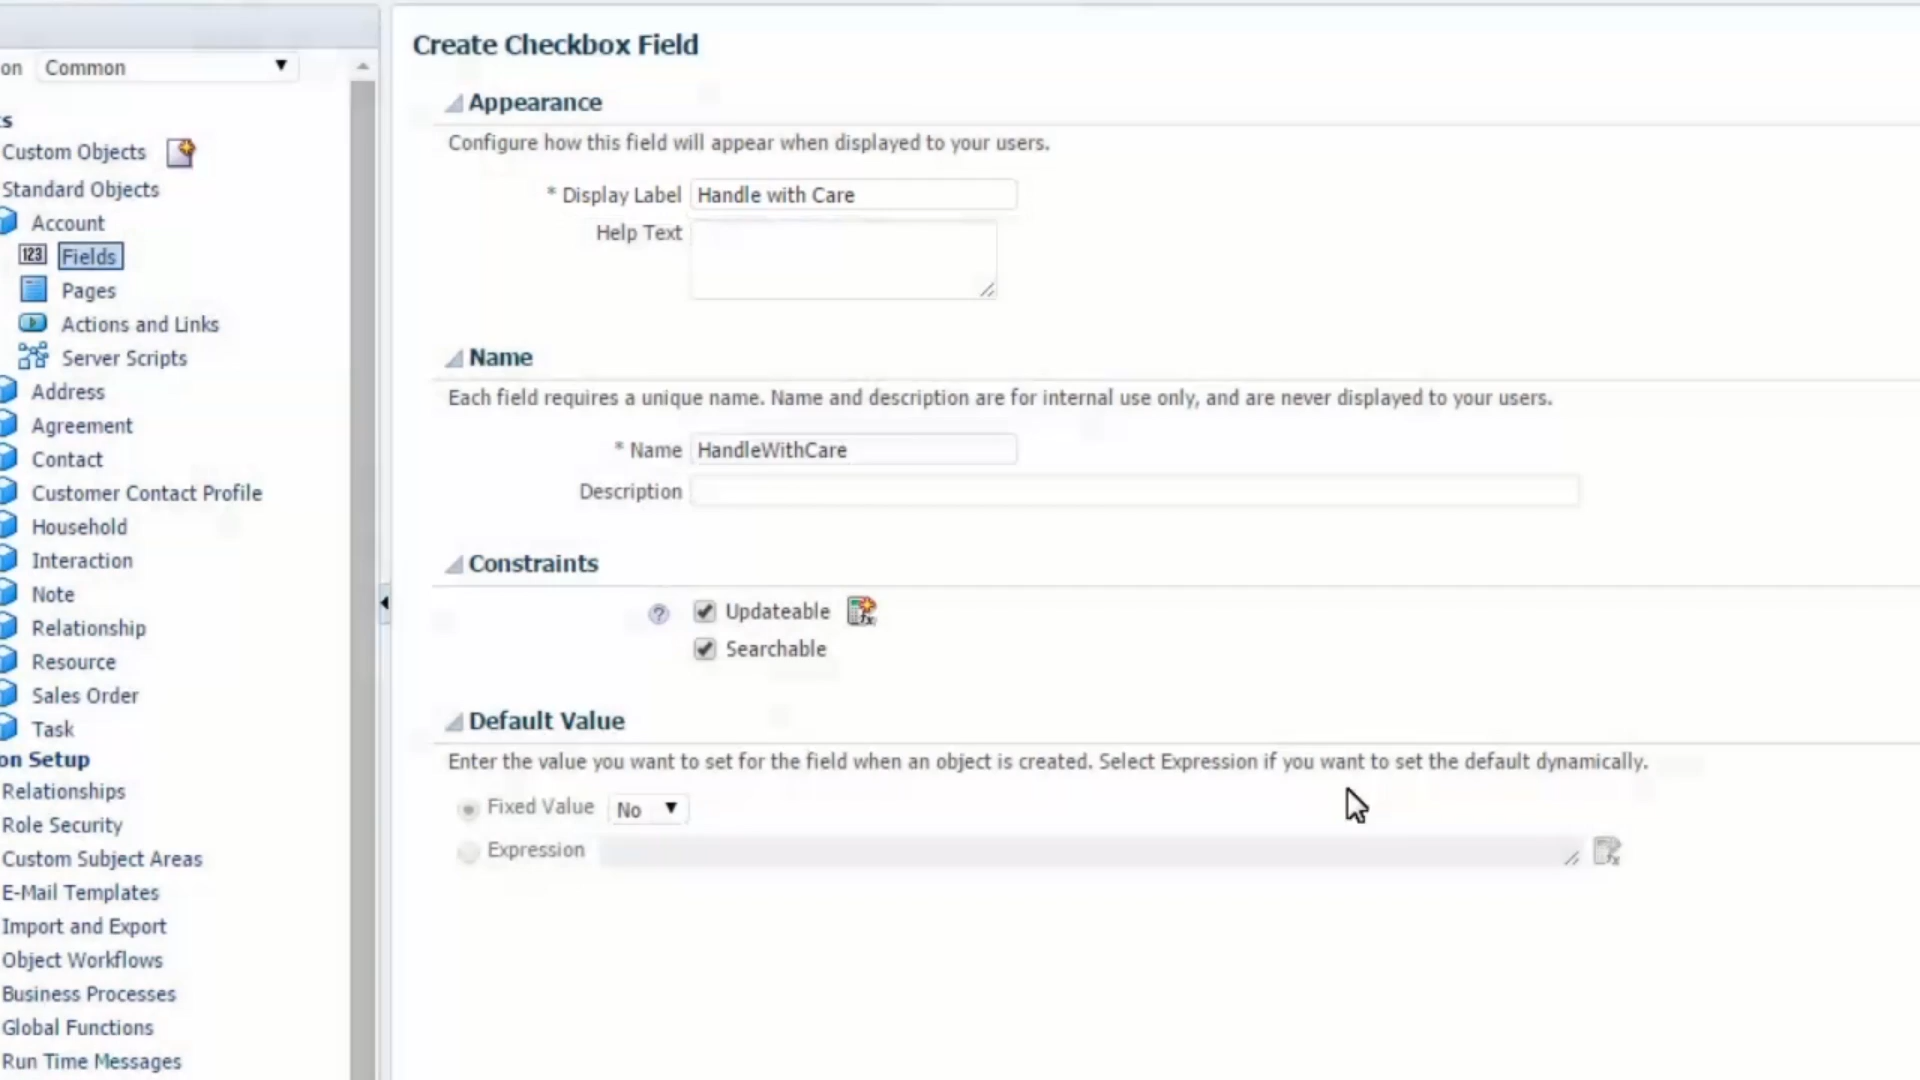 on Common
s
Custom Objects
Standard Objects
Account
123 Fields
Pages
Actions and Links
Server Scripts
Address
Agreement
Contact
Customer Contact Profile
Household
Interaction
Note
Relationship
Resource
Sales Order
Task
on Setup
Relationships
Role Security
Custom Subject Areas
E-Mail Templates
Import and Export
Object Workflows
Business Processes
Global Functions
Run Time Messages
Create Checkbox Field
Appearance
Configure how this field will appear when displayed to your users.
* Display Label Handle with Care
Help Text
Name
Each field requires a unique name. Name and description are for internal use only, and are never displayed to your users.
* Name HandleWithCare
Description
Constraints
? Updateable fx
Searchable
Default Value
Enter the value you want to set for the field when an object is created. Select Expression if you want to set the default dynamically.
Fixed Value No
Expression fx